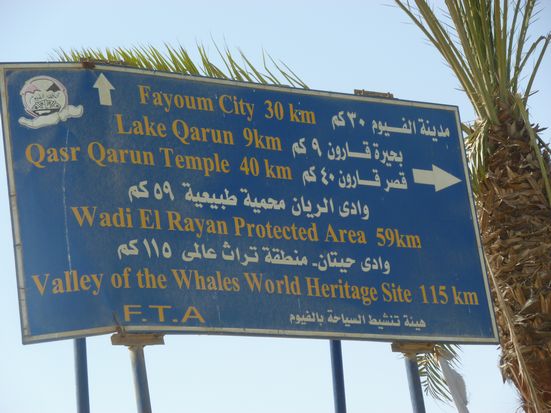 Fayoum City 30 km مدينة الفيوم ٣٠ كم
Lake Qarun 9km بحيرة قارون ٩ كم
Qasr Qarun Temple 40 km قصر قارون ٤٠ كم
وادى الريان محمية طبيعية ٥٩ كم
Wadi El Rayan Protected Area 59km
وادى حيتان- منطقة تراث عالمى ١١٥ كم
Valley of the Whales World Heritage Site 115 km
F.T.A هيئة تنشيط السياحة بالفيوم